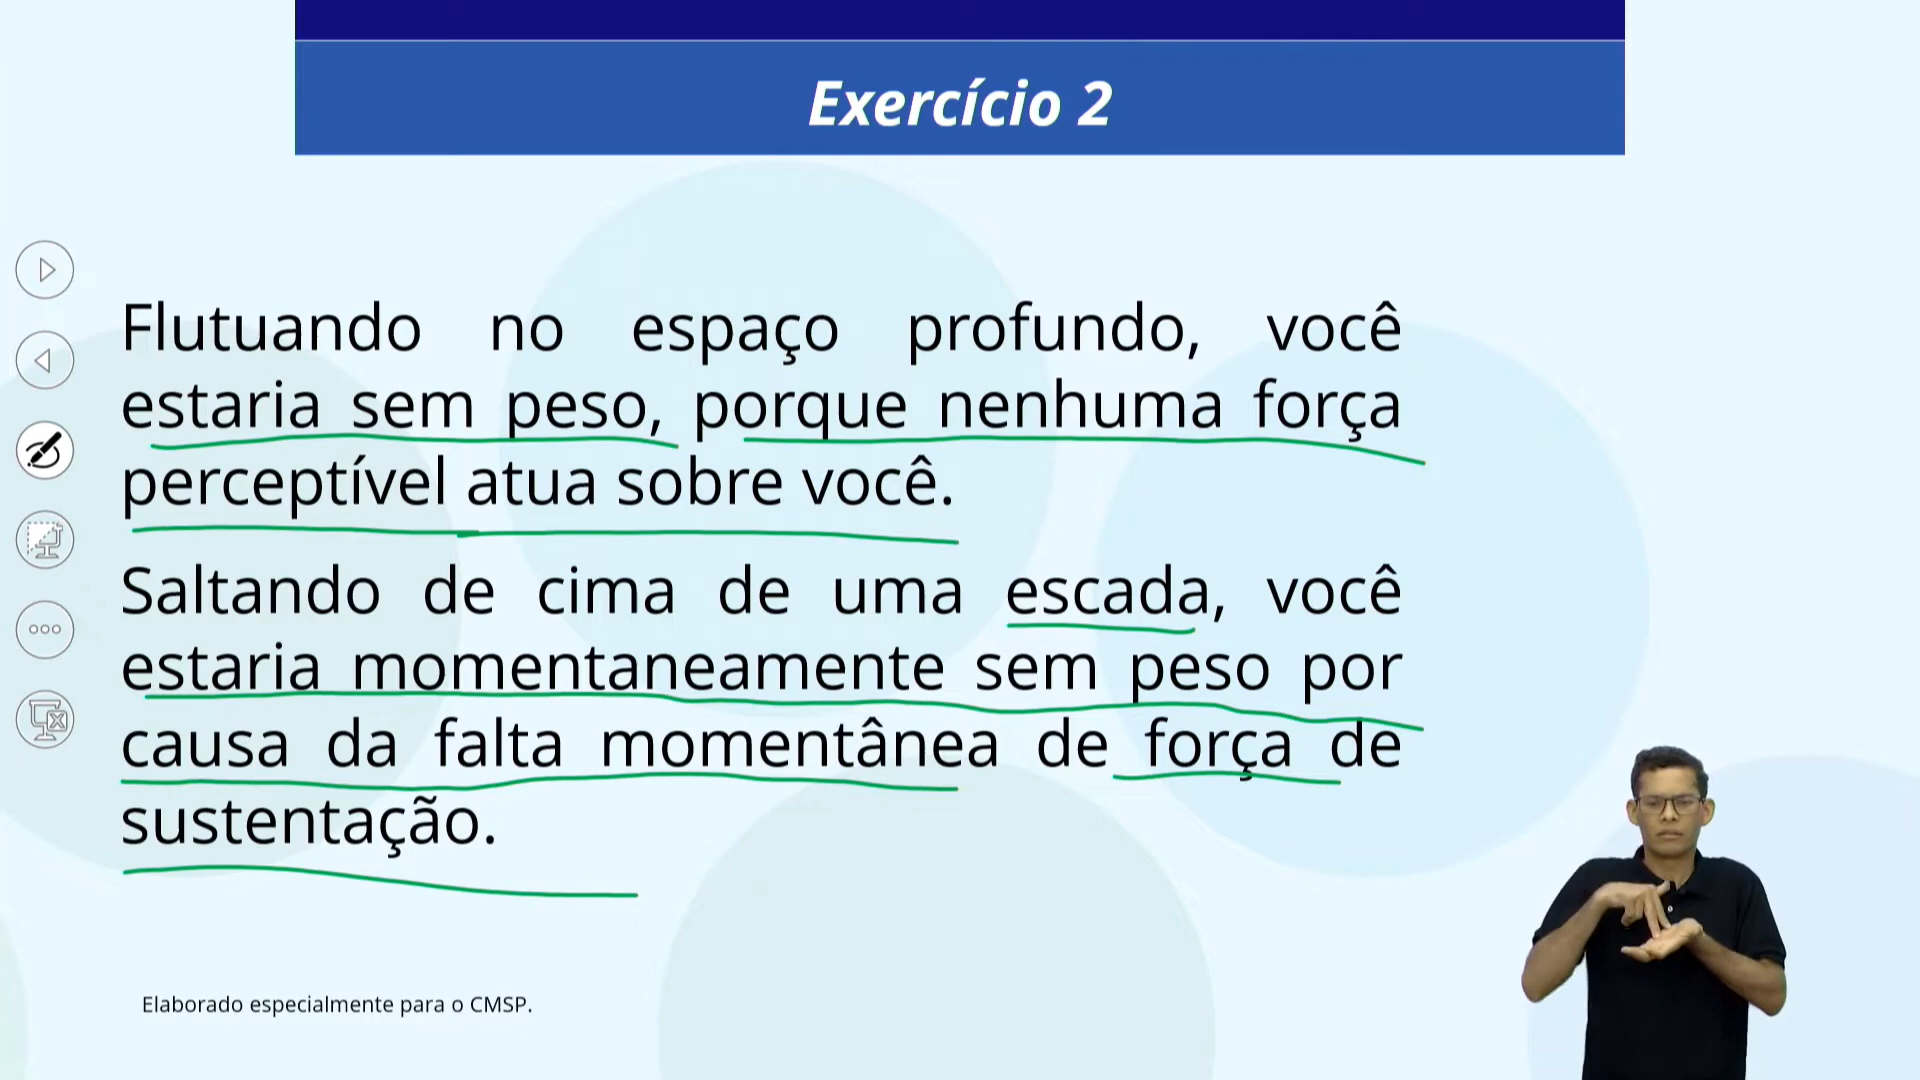 Exercício 2
Flutuando no espaço profundo, você
estaria sem peso, porque nenhuma força
perceptível atua sobre você.
Saltando de cima de uma escada, você
estaria momentaneamente sem peso por
causa da falta momentânea de força de
sustentação.
Elaborado especialmente para o CMSP.